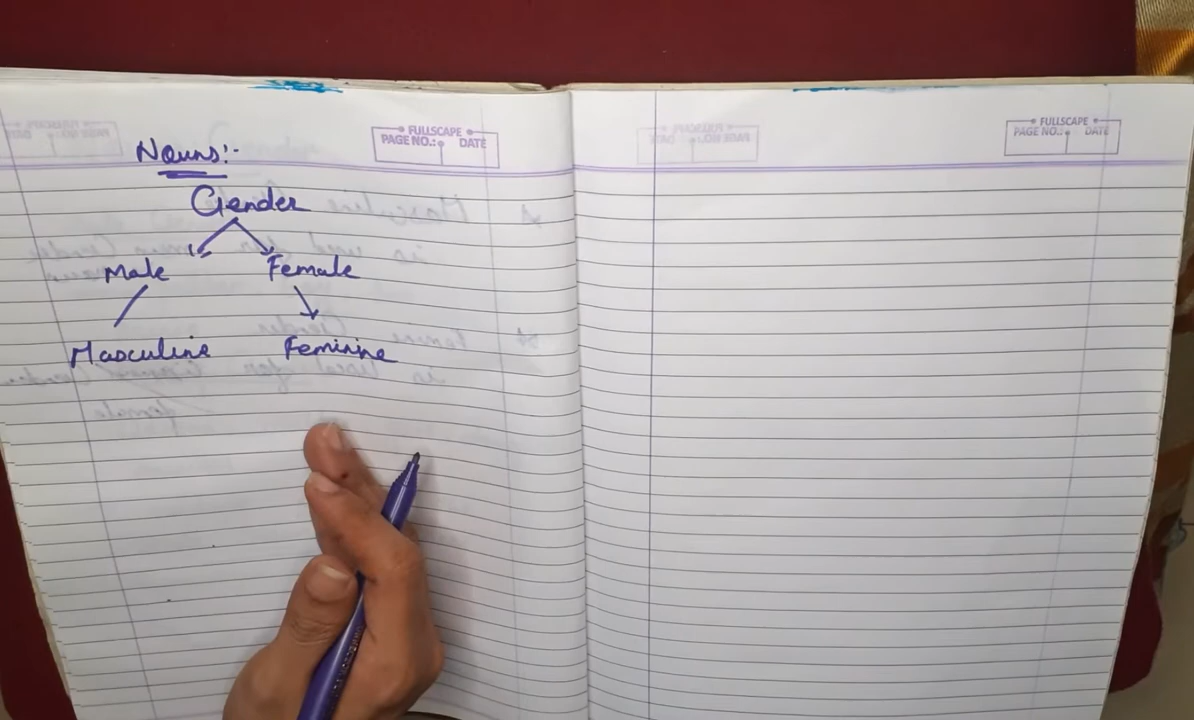 FULLSCAPE
PAGE NO.: DATE
FULLSCAPE
PAGE NO.: DATE
Nouns:-
Gender
Male Female
Masculine Feminine